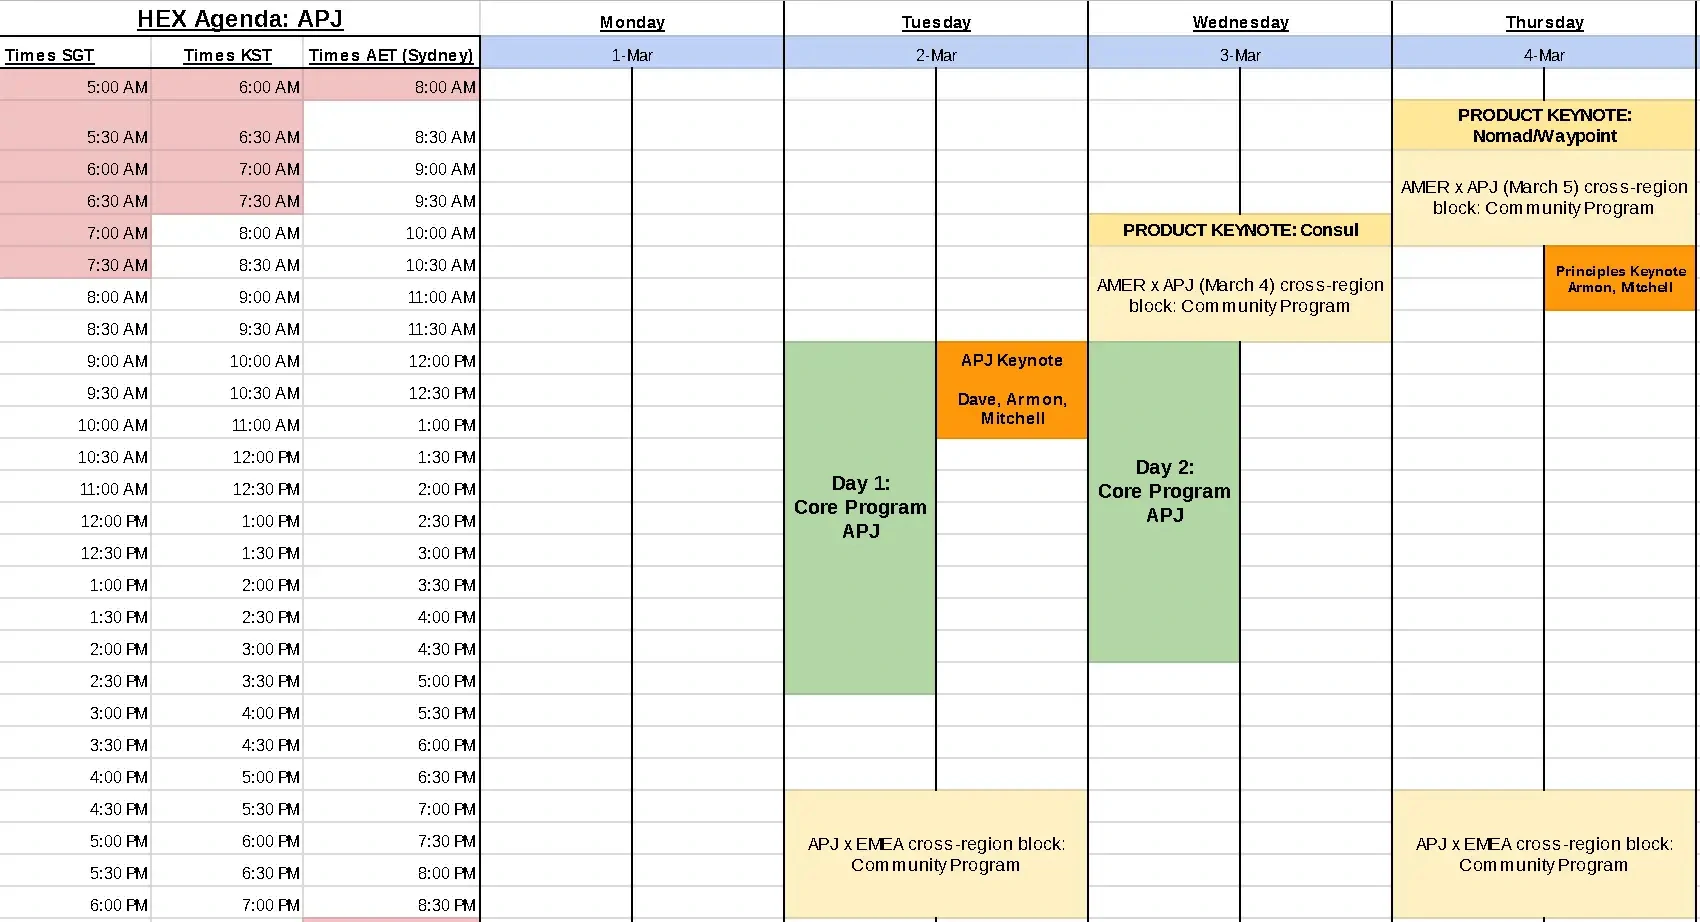 HEX Agenda: APJ
Monday
Tuesday
Wednesday
Thursday
Times SGT
Times KST
Times AET (Sydney)
1-Mar
2-Mar
3-Mar
4-Mar
5:00 AM 6:00 AM 8:00 AM
5:30 AM 6:30 AM 8:30 AM
6:00 AM 7:00 AM 9:00 AM
6:30 AM 7:30 AM 9:30 AM
7:00 AM 8:00 AM 10:00 AM
7:30 AM 8:30 AM 10:30 AM
8:00 AM 9:00 AM 11:00 AM
8:30 AM 9:30 AM 11:30 AM
9:00 AM 10:00 AM 12:00 PM
9:30 AM 10:30 AM 12:30 PM
10:00 AM 11:00 AM 1:00 PM
10:30 AM 12:00 PM 1:30 PM
11:00 AM 12:30 PM 2:00 PM
12:00 PM 1:00 PM 2:30 PM
12:30 PM 1:30 PM 3:00 PM
1:00 PM 2:00 PM 3:30 PM
1:30 PM 2:30 PM 4:00 PM
2:00 PM 3:00 PM 4:30 PM
2:30 PM 3:30 PM 5:00 PM
3:00 PM 4:00 PM 5:30 PM
3:30 PM 4:30 PM 6:00 PM
4:00 PM 5:00 PM 6:30 PM
4:30 PM 5:30 PM 7:00 PM
5:00 PM 6:00 PM 7:30 PM
5:30 PM 6:30 PM 8:00 PM
6:00 PM 7:00 PM 8:30 PM
Day 1:
Core Program
APJ
APJ Keynote
Dave, Armon,
Mitchell
APJ x EMEA cross-region block:
Community Program
PRODUCT KEYNOTE: Consul
AMER x APJ (March 4) cross-region
block: Community Program
Day 2:
Core Program
APJ
PRODUCT KEYNOTE:
Nomad/Waypoint
AMER x APJ (March 5) cross-region
block: Community Program
Principles Keynote
Armon, Mitchell
APJ x EMEA cross-region block:
Community Program